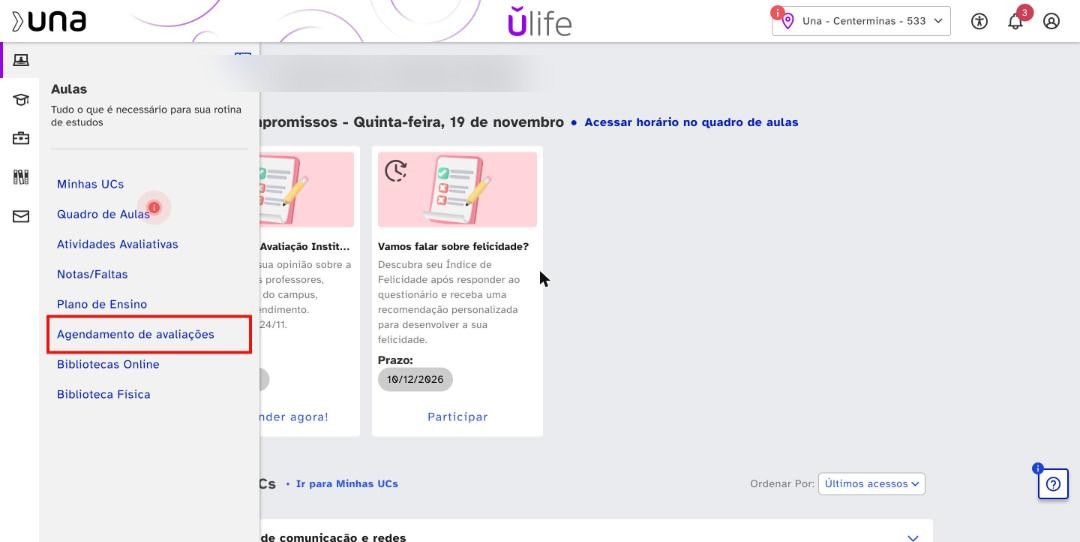 una
ulife
Una - Centerminas - 533
3
Aulas
Tudo o que é necessário para sua rotina
de estudos
Minhas UCs
Quadro de Aulas
Atividades Avaliativas
Notas/Faltas
Plano de Ensino
Agendamento de avaliações
Bibliotecas Online
Biblioteca Física
promissos - Quinta-feira, 19 de novembro • Acessar horário no quadro de aulas
Avaliação Instit...
sua opinião sobre a
professores,
do campus,
endimento.
24/11.
nder agora!
Vamos falar sobre felicidade?
Descubra seu Índice de
Felicidade após responder ao
questionário e receba uma
recomendação personalizada
para desenvolver a sua
felicidade.
Prazo:
10/12/2026
Participar
Cs • Ir para Minhas UCs
Ordenar Por: Últimos acessos
de comunicação e redes